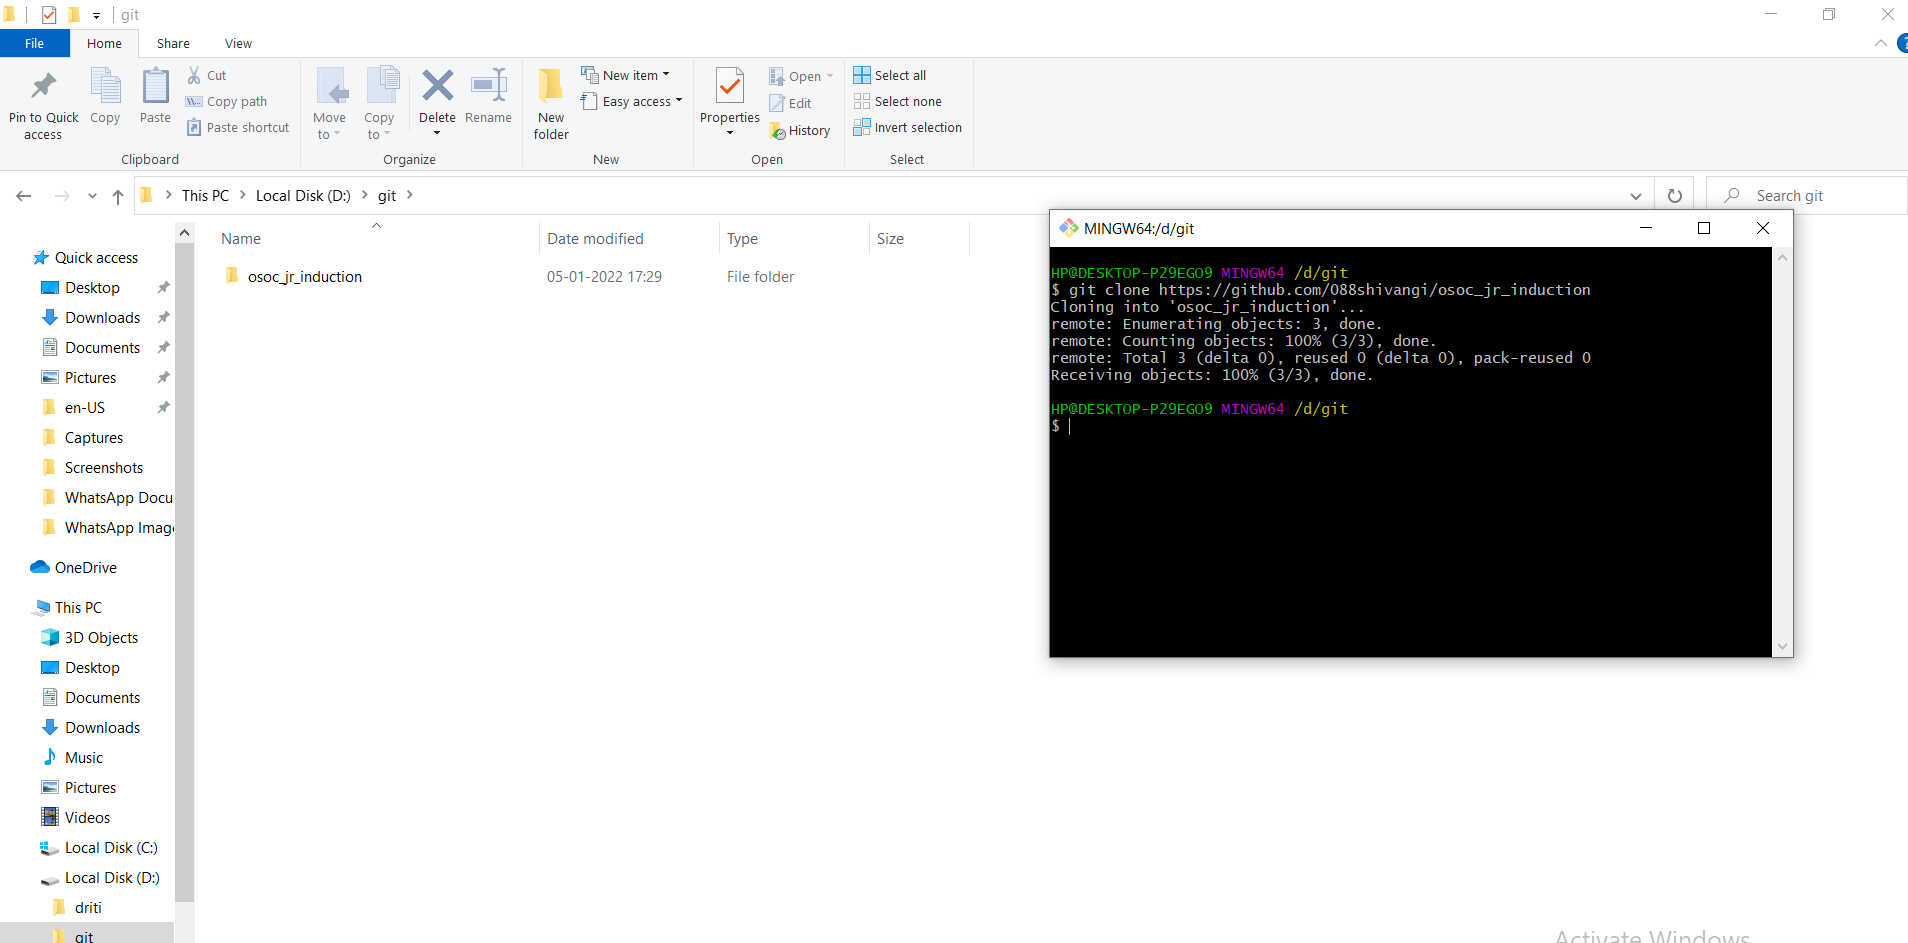 git
File Home Share View
Pin to Quick access
Copy
Paste
Cut
Copy path
Paste shortcut
Clipboard
Move to
Copy to
Delete
Rename
Organize
New folder
New item
Easy access
New
Properties
Open
Edit
History
Open
Select all
Select none
Invert selection
Select
This PC > Local Disk (D:) > git >
Search git
Name Date modified Type Size
osoc_jr_induction 05-01-2022 17:29 File folder
Quick access
Desktop
Downloads
Documents
Pictures
en-US
Captures
Screenshots
WhatsApp Docu
WhatsApp Imag
OneDrive
This PC
3D Objects
Desktop
Documents
Downloads
Music
Pictures
Videos
Local Disk (C:)
Local Disk (D:)
driti
git
MINGW64:/d/git
HP@DESKTOP-P29EGO9 MINGW64 /d/git
$ git clone https://github.com/088shivangi/osoc_jr_induction
Cloning into 'osoc_jr_induction'...
remote: Enumerating objects: 3, done.
remote: Counting objects: 100% (3/3), done.
remote: Total 3 (delta 0), reused 0 (delta 0), pack-reused 0
Receiving objects: 100% (3/3), done.
HP@DESKTOP-P29EGO9 MINGW64 /d/git
$
Activate Windows